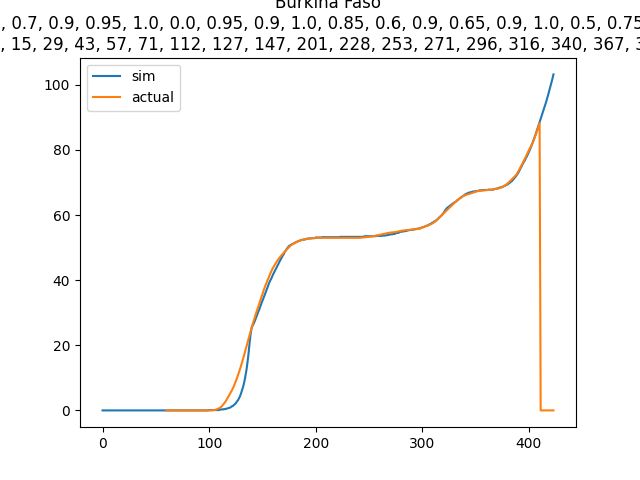 Burkina Faso
, 0.7, 0.9, 0.95, 1.0, 0.0, 0.95, 0.9, 1.0, 0.85, 0.6, 0.9, 0.65, 0.9, 1.0, 0.5, 0.75
, 15, 29, 43, 57, 71, 112, 127, 147, 201, 228, 253, 271, 296, 316, 340, 367,
sim
actual
100
80
60
40
20
0
0 100 200 300 400